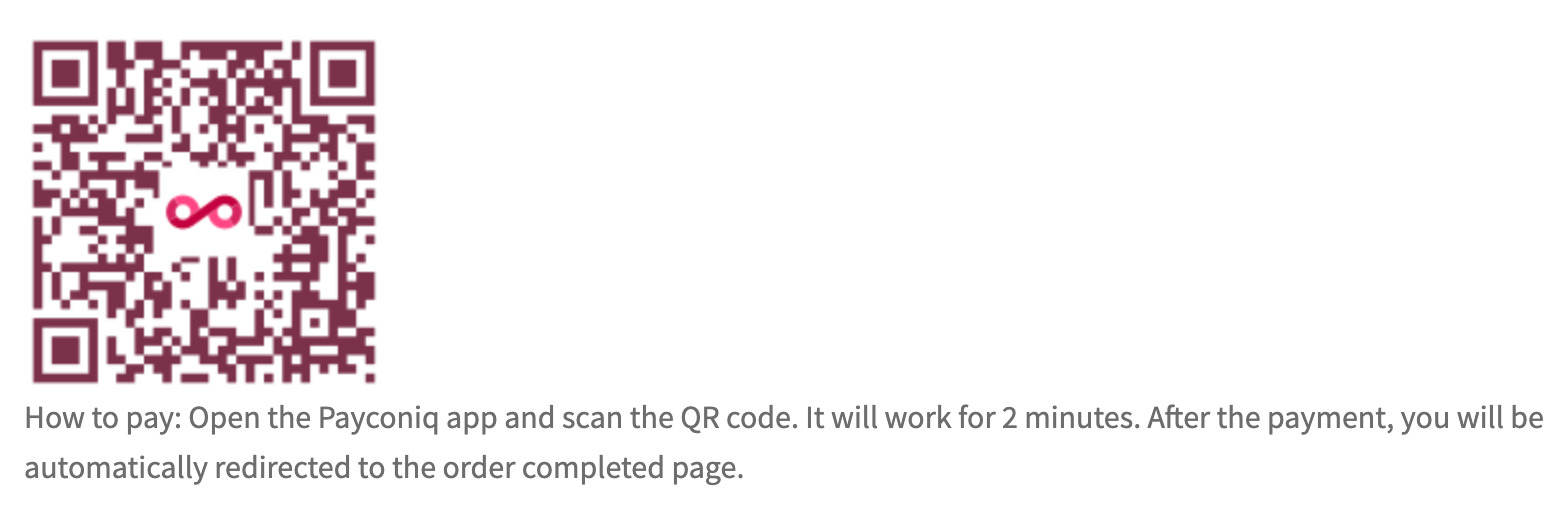 How to pay: Open the Payconiq app and scan the QR code. It will work for 2 minutes. After the payment, you will be
automatically redirected to the order completed page.